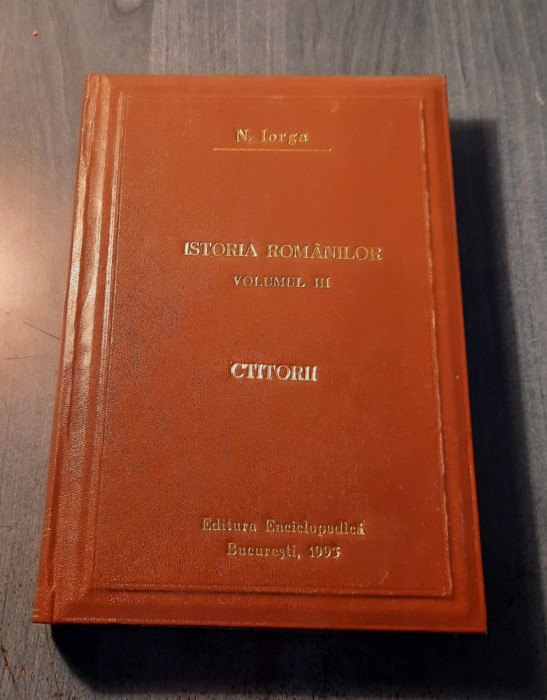 N. Iorga
ISTORIA ROMÂNILOR
VOLUMUL III
CTITORII
Editura Enciclopedică
București, 1993